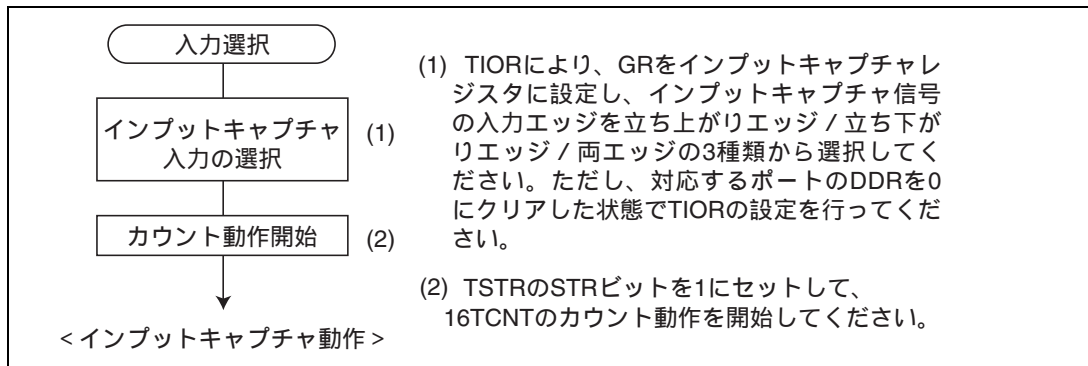 入力選択
インプットキャプチャ
入力の選択
(1)
カウント動作開始
(2)
<インプットキャプチャ動作>
(1) TIORにより、GRをインプットキャプチャレ
ジスタに設定し、インプットキャプチャ信号
の入力エッジを立ち上がりエッジ/立ち下が
りエッジ/両エッジの3種類から選択してく
ださい。ただし、対応するポートのDDRを0
にクリアした状態でTIORの設定を行ってくだ
さい。
(2) TSTRのSTRビットを1にセットして、
16TCNTのカウント動作を開始してください。